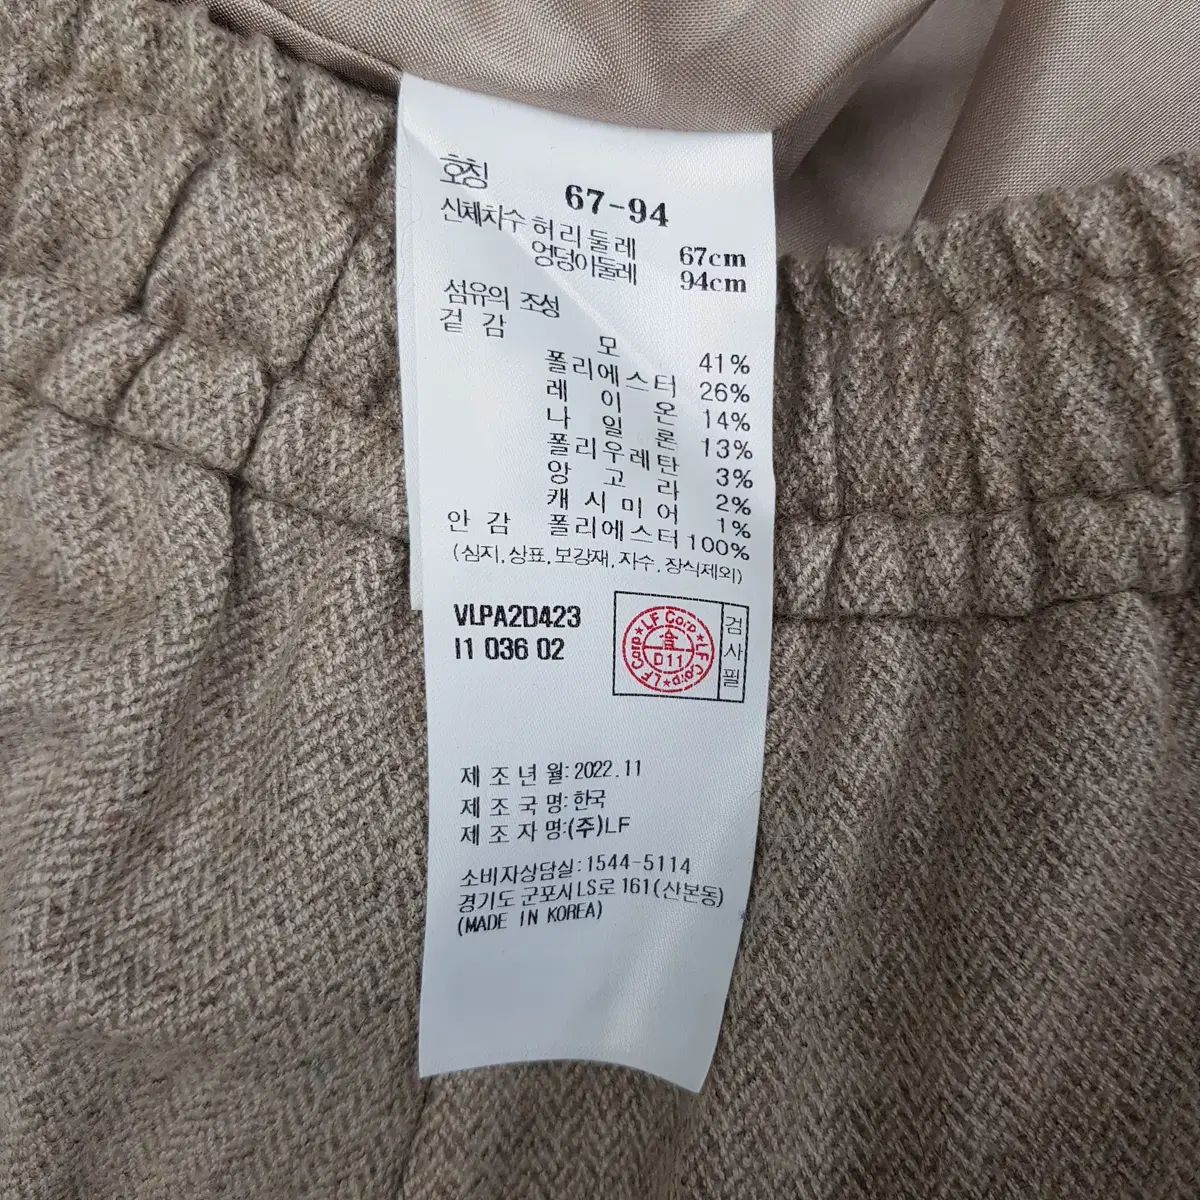 호칭 67-94
신체치수 허리둘레 67cm
엉덩이둘레 94cm
섬유의 조성
겉감 모 41%
폴리에스터 26%
레이온 14%
나일론 13%
폴리우레탄 3%
앙고라 2%
캐시미어 1%
안감 폴리에스터 100%
(심지, 상표, 보강재, 자수, 장식제외)
VLPA2D423
I1 036 02
LF Corp ★ LF Corp ★ LF Corp ★
011
검사필
제조년월: 2022.11
제조국명: 한국
제조자명: (주)LF
소비자상담실: 1544-5114
경기도 군포시 LS로 161(산본동)
(MADE IN KOREA)